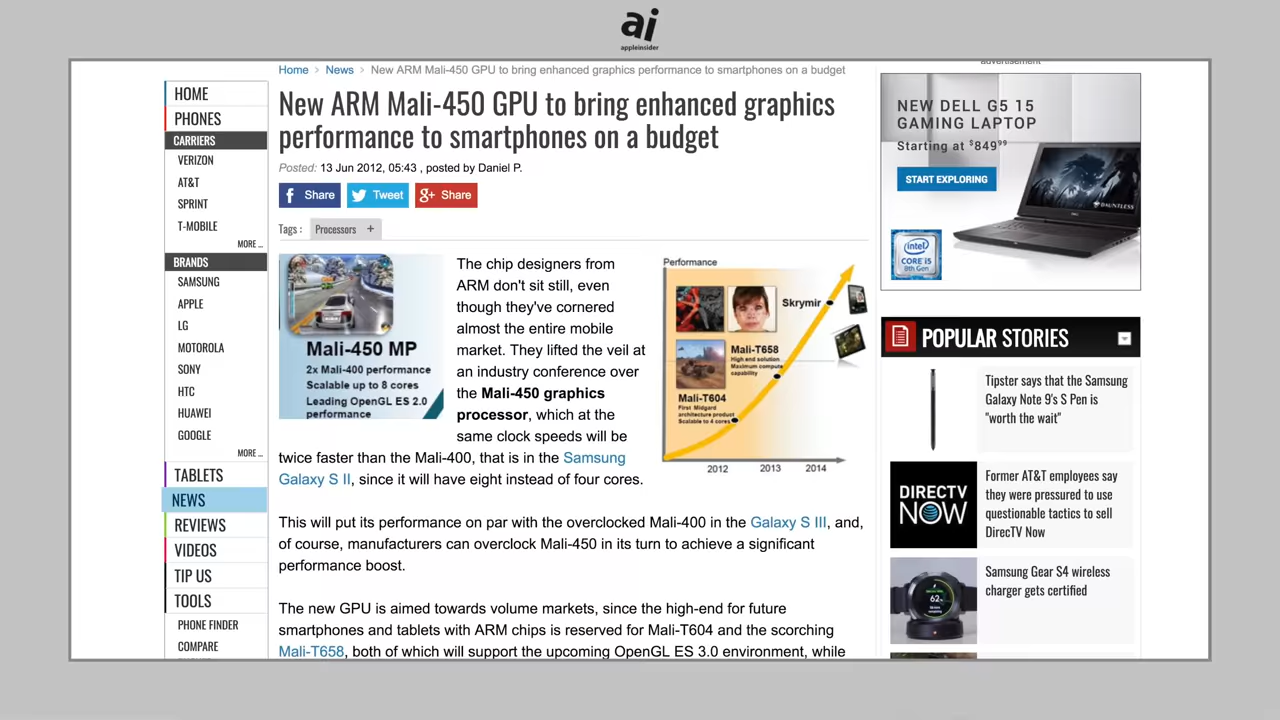 ai
appleinsider
Home > News > New ARM Mali-450 GPU to bring enhanced graphics performance to smartphones on a budget
New ARM Mali-450 GPU to bring enhanced graphics
performance to smartphones on a budget
Posted: 13 Jun 2012, 05:43 , posted by Daniel P.
Share
Tweet
Share
Tags :
Processors +
HOME
PHONES
CARRIERS
VERIZON
AT&T
SPRINT
T-MOBILE
MORE ...
BRANDS
SAMSUNG
APPLE
LG
MOTOROLA
SONY
HTC
HUAWEI
GOOGLE
MORE ...
TABLETS
NEWS
REVIEWS
VIDEOS
TIP US
TOOLS
PHONE FINDER
COMPARE
Mali-450 MP
2x Mali-400 performance
Scalable up to 8 cores
Leading OpenGL ES 2.0
performance
The chip designers from
ARM don't sit still, even
though they've cornered
almost the entire mobile
market. They lifted the veil at
an industry conference over
the Mali-450 graphics
processor, which at the
same clock speeds will be
twice faster than the Mali-400, that is in the Samsung
Galaxy S II, since it will have eight instead of four cores.
Performance
Skrymir
Mali-T658
High end solution
Maximum compute
capability
Mali-T604
First Midgard
architecture product
Scalable to 4 cores
2012 2013 2014
This will put its performance on par with the overclocked Mali-400 in the Galaxy S III, and,
of course, manufacturers can overclock Mali-450 in its turn to achieve a significant
performance boost.
The new GPU is aimed towards volume markets, since the high-end for future
smartphones and tablets with ARM chips is reserved for Mali-T604 and the scorching
Mali-T658, both of which will support the upcoming OpenGL ES 3.0 environment, while
advertisement
NEW DELL G5 15
GAMING LAPTOP
Starting at $849⁹⁹
START EXPLORING
DAUNTLESS
intel
CORE i5
8th Gen
POPULAR STORIES
Tipster says that the Samsung
Galaxy Note 9's S Pen is
"worth the wait"
DIRECTV
NOW
Former AT&T employees say
they were pressured to use
questionable tactics to sell
DirecTV Now
62%
Samsung Gear S4 wireless
charger gets certified